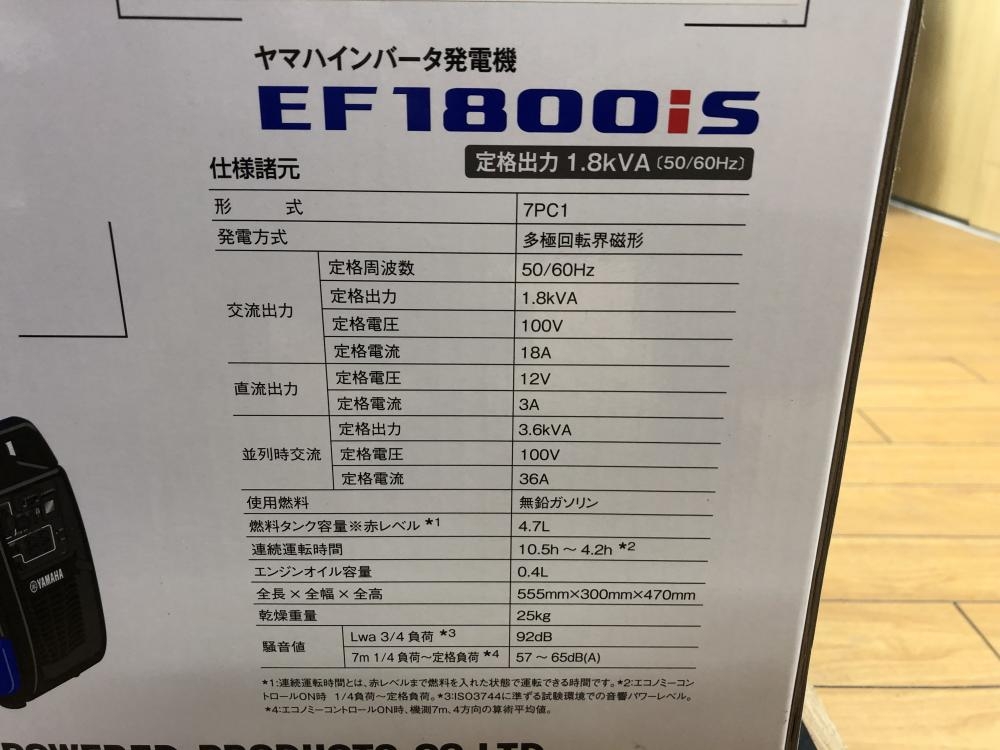 ヤマハインバータ発電機
EF1800iS
仕様諸元
定格出力 1.8kVA〔50/60Hz〕
形 式 7PC1
発電方式 多極回転界磁形
交流出力 定格周波数 50/60Hz
定格出力 1.8kVA
定格電圧 100V
定格電流 18A
直流出力 定格電圧 12V
定格電流 3A
並列時交流 定格出力 3.6kVA
定格電圧 100V
定格電流 36A
使用燃料 無鉛ガソリン
燃料タンク容量※赤レベル *1 4.7L
連続運転時間 10.5h ～ 4.2h *2
エンジンオイル容量 0.4L
全長×全幅×全高 555mm×300mm×470mm
乾燥重量 25kg
騒音値 Lwa 3/4 負荷 *3 92dB
7m 1/4 負荷～定格負荷 *4 57 ～ 65dB(A)
*1:連続運転時間とは、赤レベルまで燃料を入れた状態で運転できる時間です。*2:エコノミーコン
トロールON時 1/4負荷～定格負荷。*3:ISO3744に準ずる試験環境での音響パワーレベル。
*4:エコノミーコントロールON時、機測7m、4方向の算術平均値。
YAMAHA
POWERED PRODUCTS CO.,LTD.